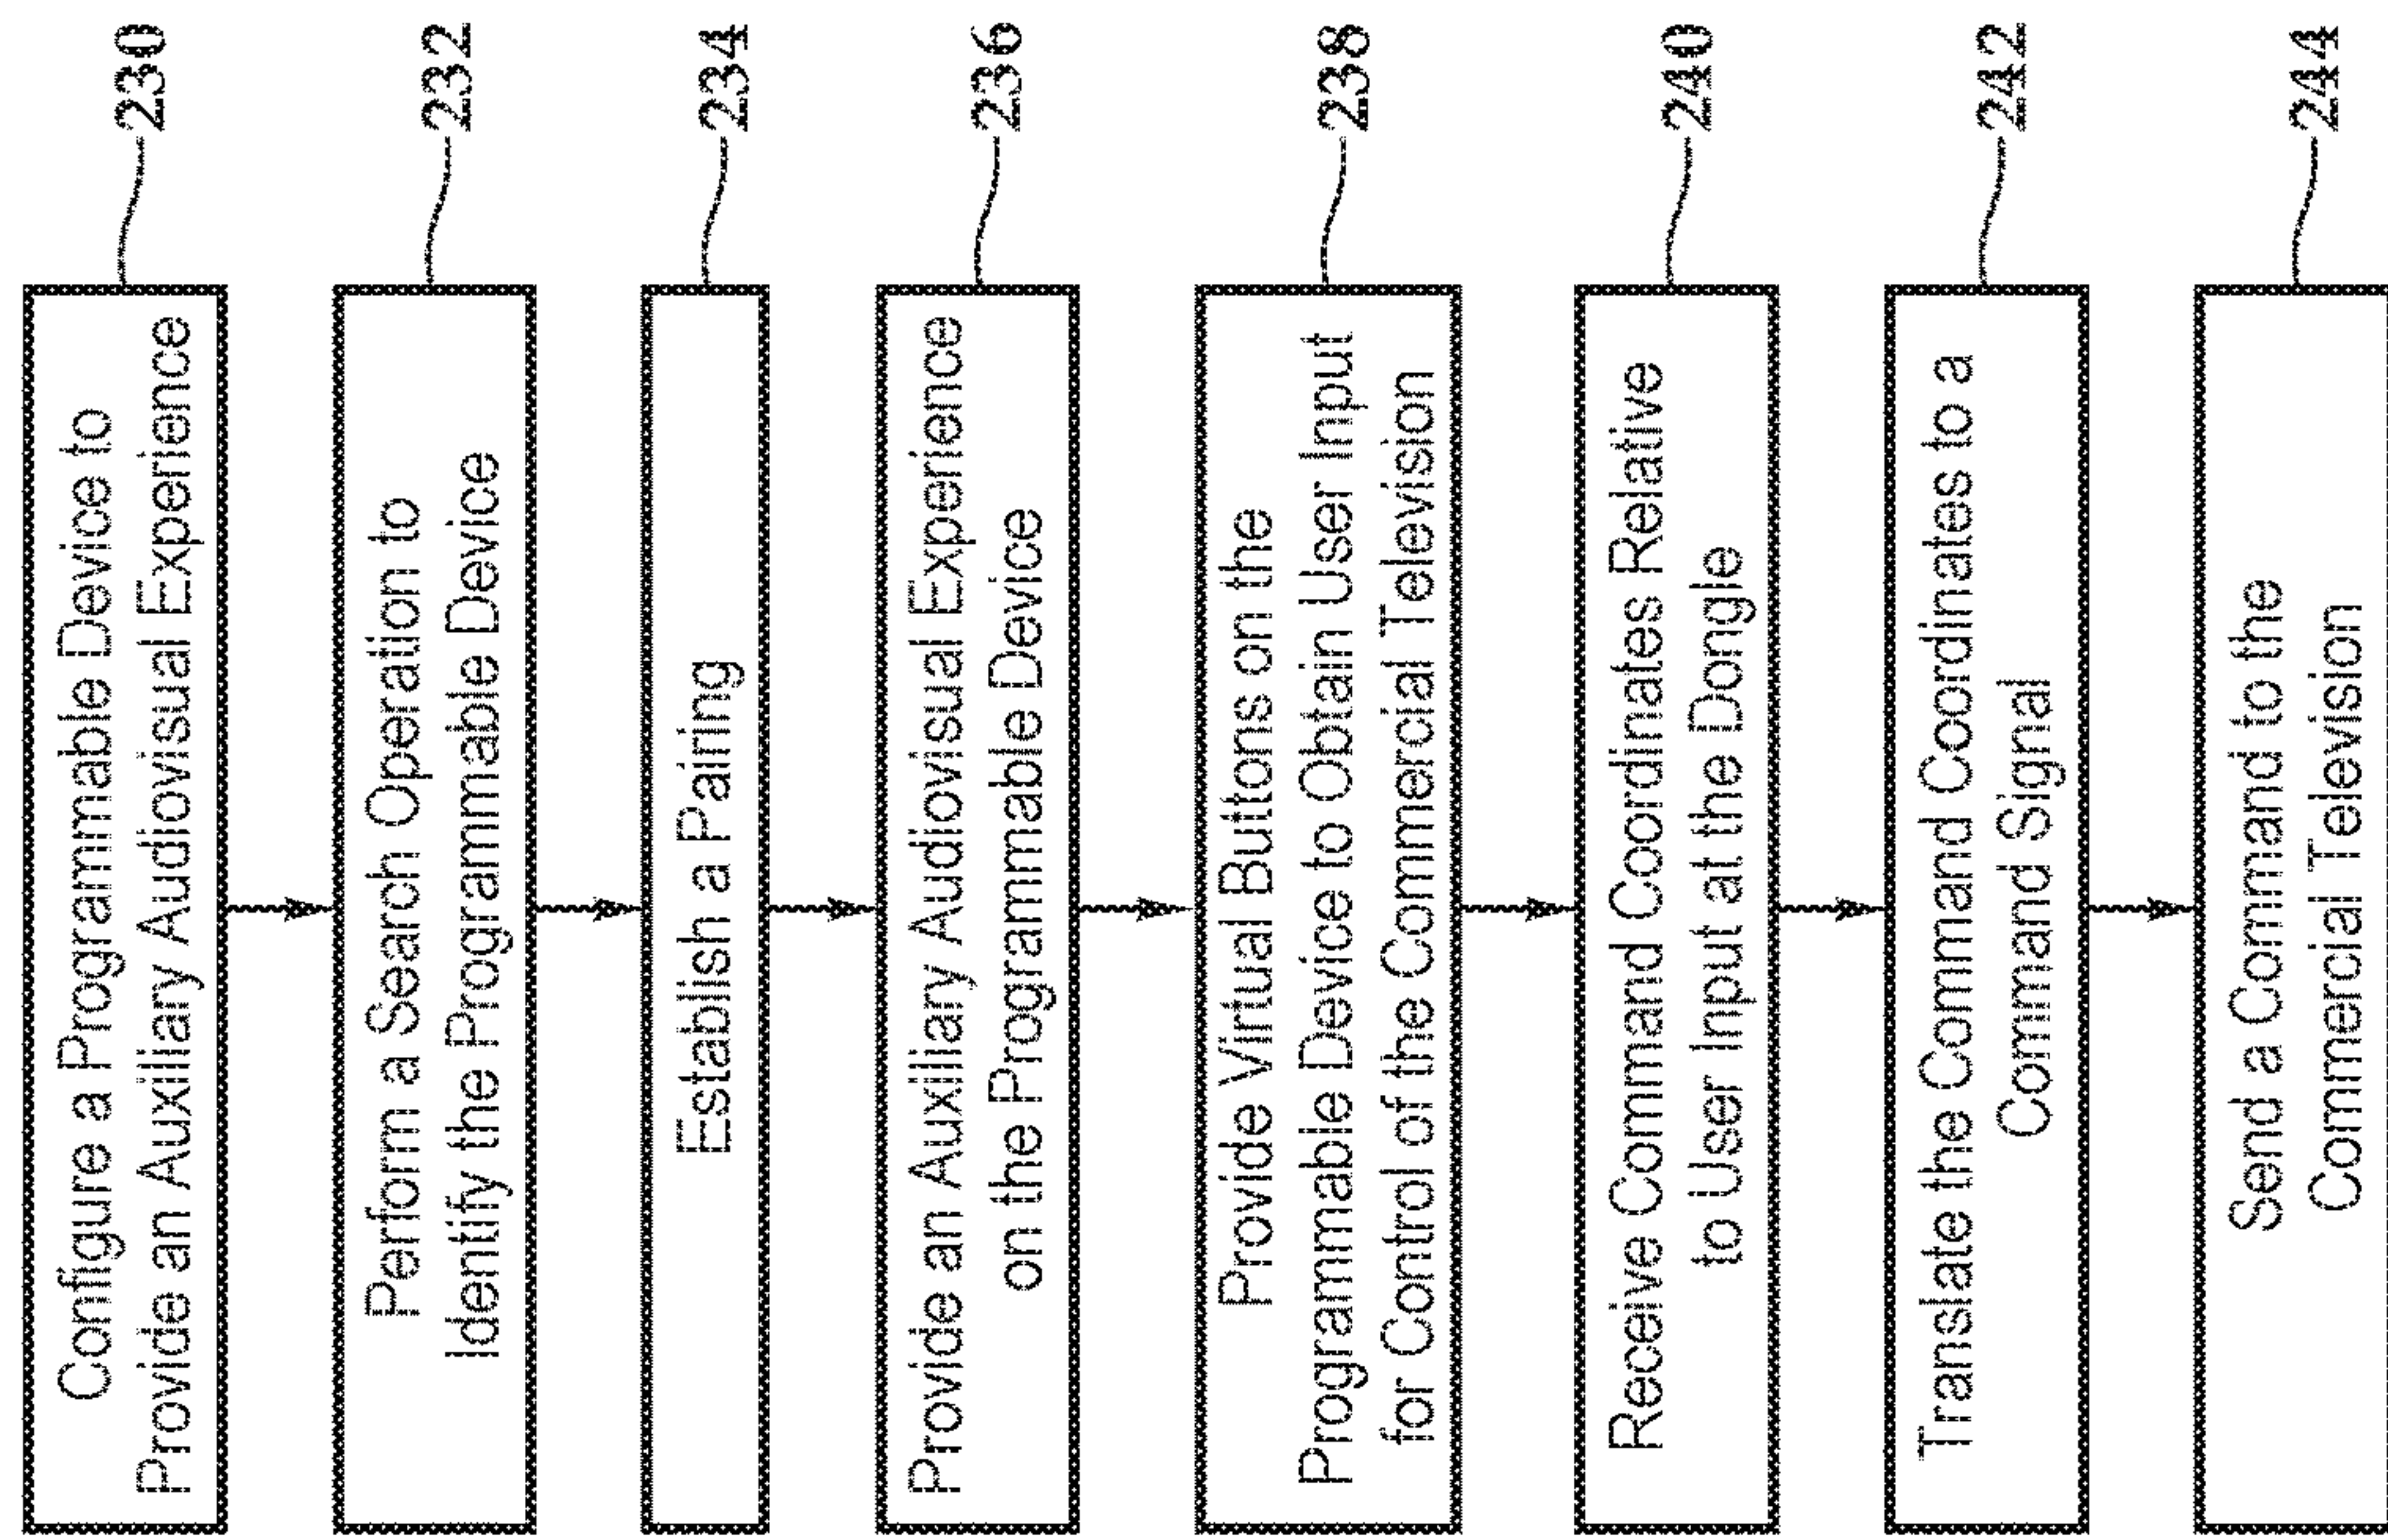 Configure a Programmable Device to
Provide an Auxiliary Audiovisual Experience
230
Perform a Search Operation to
Identify the Programmable Device
232
Establish a Pairing
234
Provide an Auxiliary Audiovisual Experience
on the Programmable Device
236
Provide Virtual Buttons on the
Programmable Device to Obtain User Input
for Control of the Commercial Television
238
Receive Command Coordinates Relative
to User Input at the Dongle
240
Translate the Command Coordinates to a
Command Signal
242
Send a Command to the
Commercial Television
244